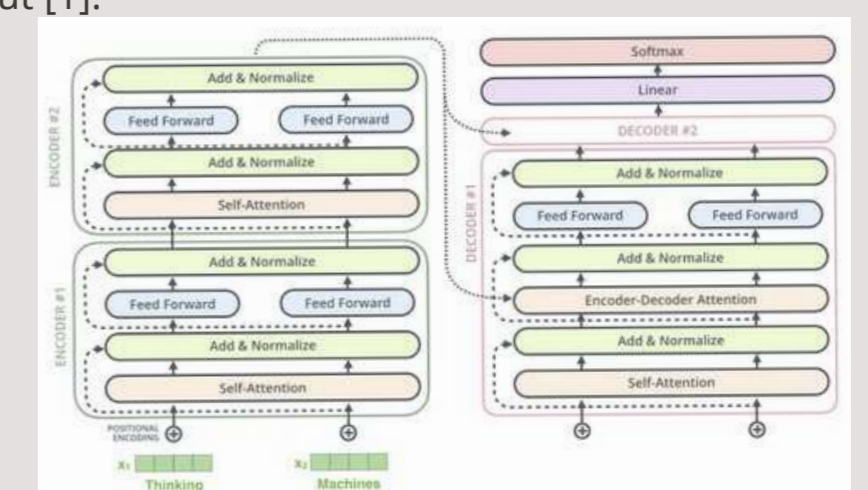 ut [1].
ENCODER #2
Add & Normalize
Feed Forward Feed Forward
Add & Normalize
Self-Attention
ENCODER #1
Add & Normalize
Feed Forward Feed Forward
Add & Normalize
Self-Attention
POSITIONAL
ENCODING
X1 X2
Thinking Machines
Softmax
Linear
DECODER #2
DECODER #1
Add & Normalize
Feed Forward Feed Forward
Add & Normalize
Encoder-Decoder Attention
Add & Normalize
Self-Attention